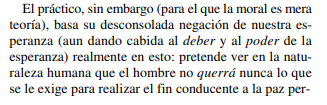 El práctico, sin embargo (para el que la moral es mera
teoría), basa su desconsolada negación de nuestra es-
peranza (aun dando cabida al deber y al poder de la
esperanza) realmente en esto: pretende ver en la natu-
raleza humana que el hombre no querrá nunca lo que
se le exige para realizar el fin conducente a la paz per-